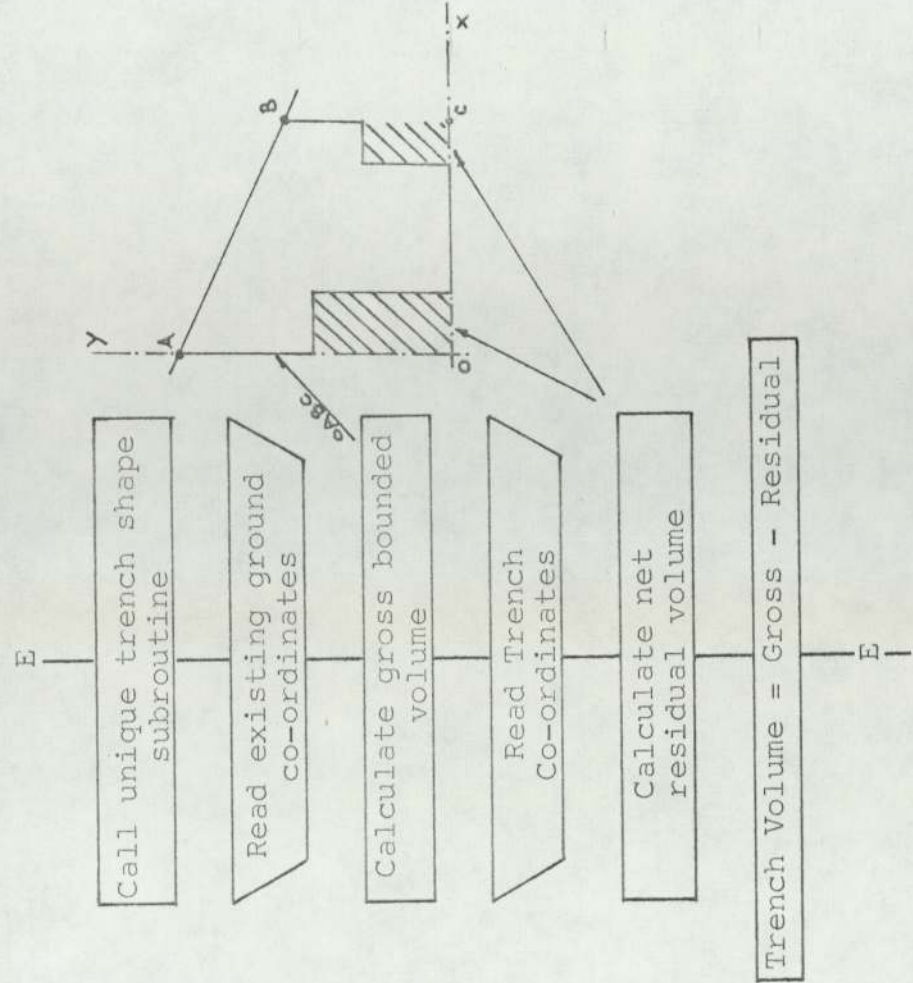 E
Call unique trench shape
subroutine
Read existing ground
co-ordinates
Calculate gross bounded
volume
Read Trench
Co-ordinates
Calculate net
residual volume
Trench Volume = Gross - Residual
E
Y
A
B
OABC
O
C
X